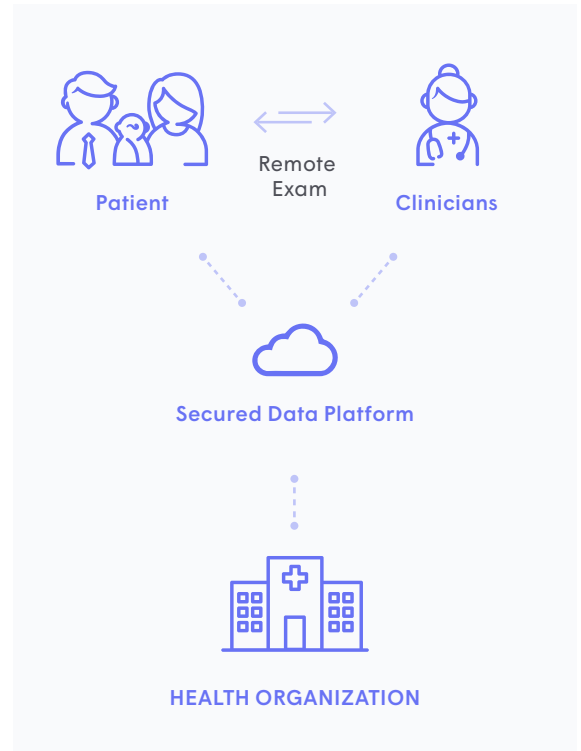 Remote
Exam
Patient
Clinicians
Secured Data Platform
HEALTH ORGANIZATION